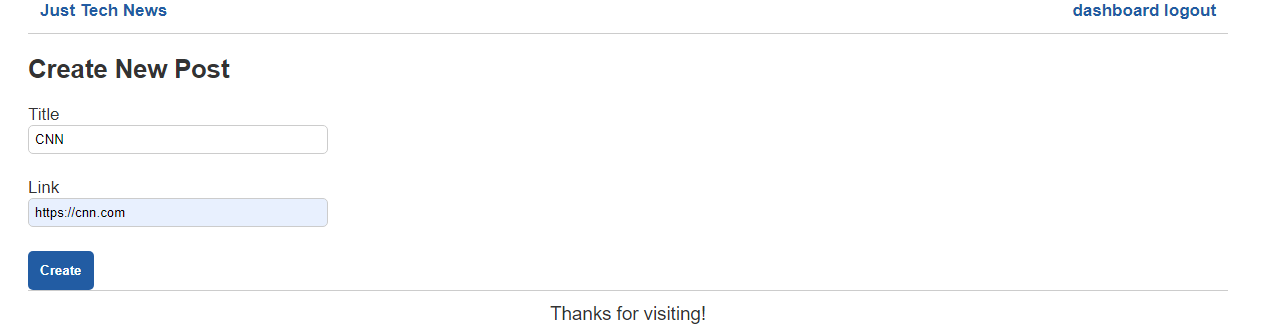 Just Tech News
dashboard logout
Create New Post
Title
CNN
Link
https://cnn.com
Create
Thanks for visiting!